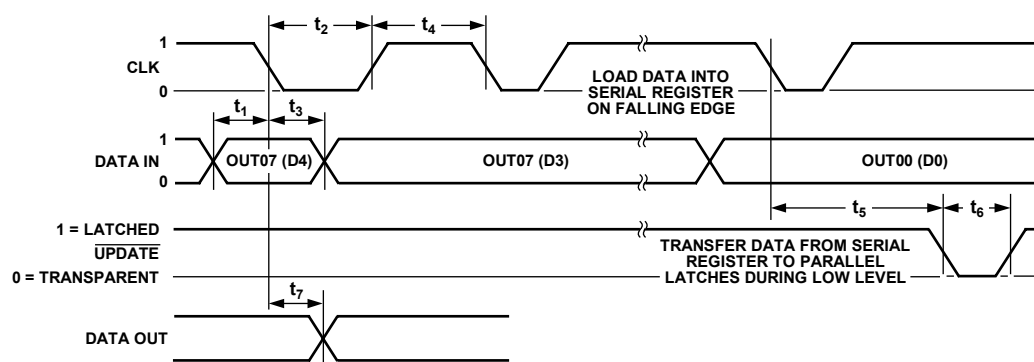 t2
t4
1
CLK
0
LOAD DATA INTO
SERIAL REGISTER
ON FALLING EDGE
t1
t3
1
DATA IN
0
OUT07 (D4)
OUT07 (D3)
OUT00 (D0)
t5
t6
1 = LATCHED
UPDATE
0 = TRANSPARENT
TRANSFER DATA FROM SERIAL
REGISTER TO PARALLEL
LATCHES DURING LOW LEVEL
t7
DATA OUT